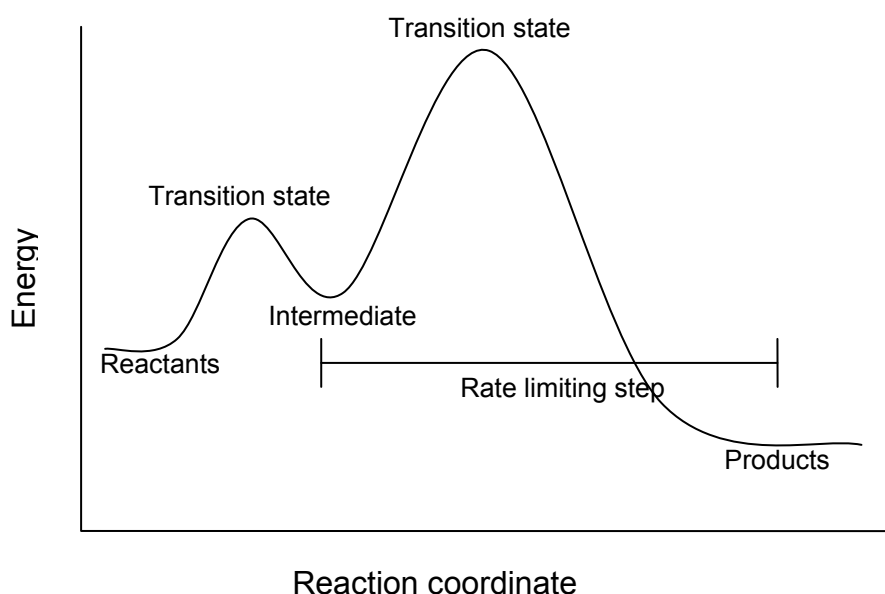 Transition state
Transition state
Energy
Intermediate
Reactants
Rate limiting step
Products
Reaction coordinate